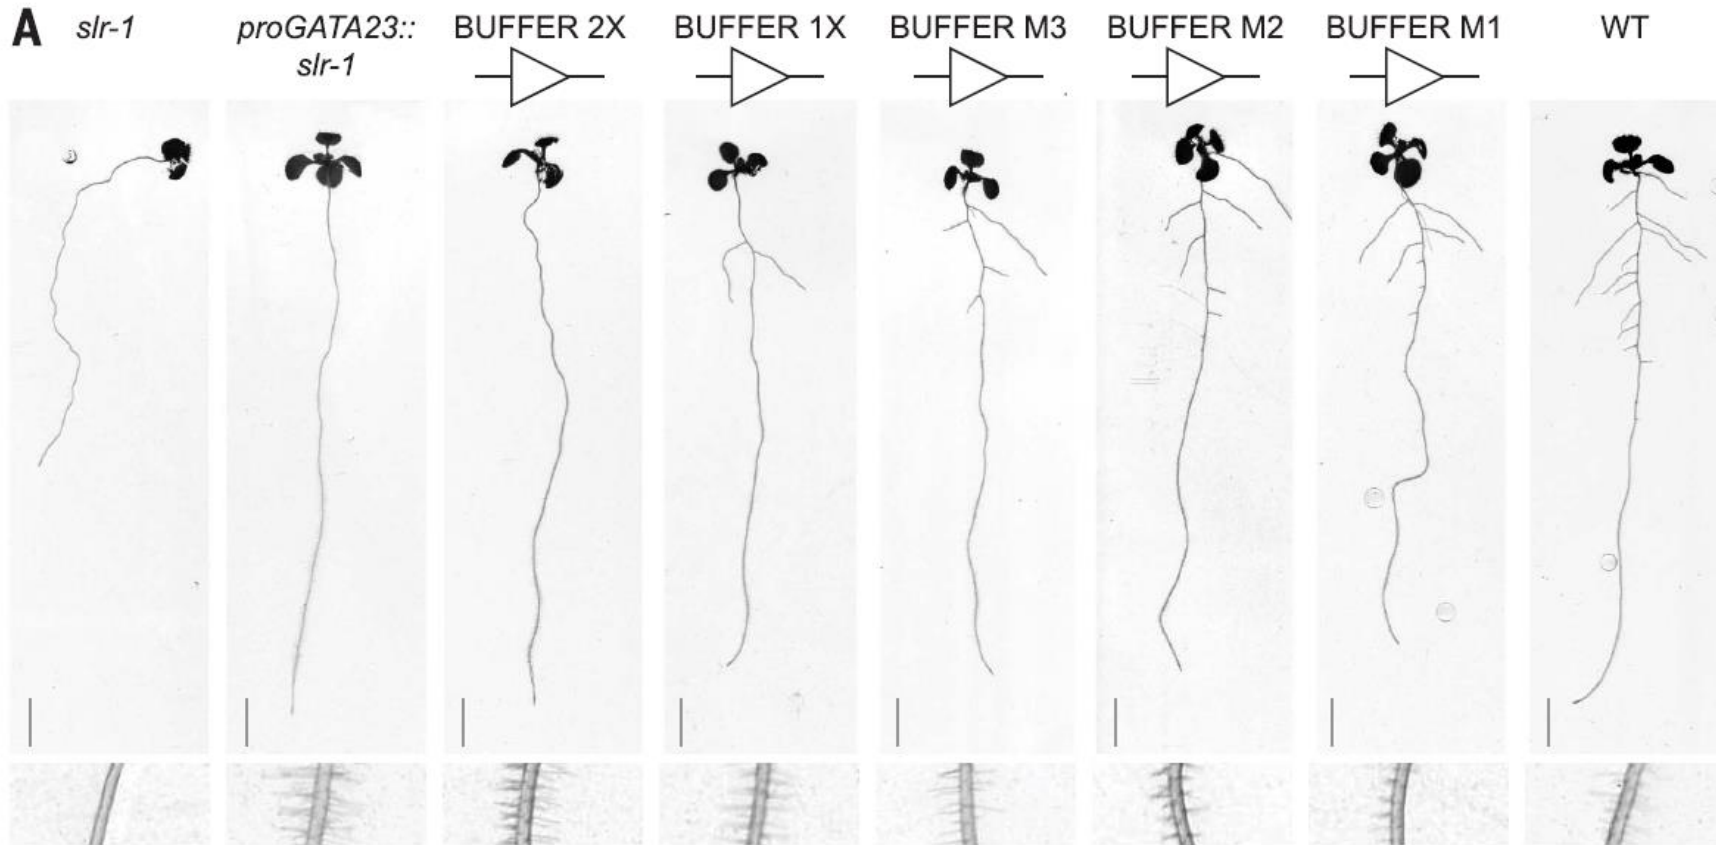 A
slr-1
proGATA23::
slr-1
BUFFER 2X
BUFFER 1X
BUFFER M3
BUFFER M2
BUFFER M1
WT